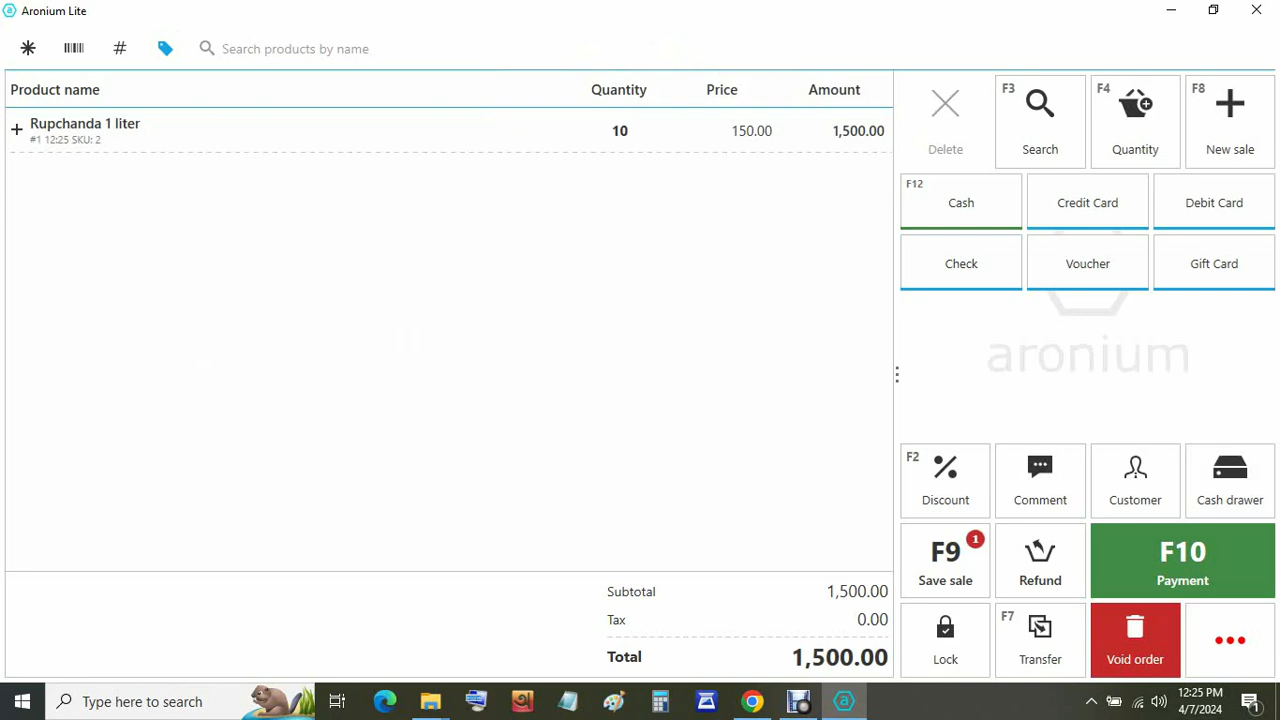 Aronium Lite
# Search products by name
Product name Quantity Price Amount
Rupchanda 1 liter 10 150.00 1,500.00
#1 12:25 SKU: 2
Subtotal 1,500.00
Tax 0.00
Total 1,500.00
Delete
F3 Search
F4 Quantity
F8 New sale
F12 Cash
Credit Card
Debit Card
Check
Voucher
Gift Card
aronium
F2 Discount
Comment
Customer
Cash drawer
F9 1
Save sale
Refund
F10
Payment
Lock
F7 Transfer
Void order
Type here to search
12:25 PM
4/7/2024
1